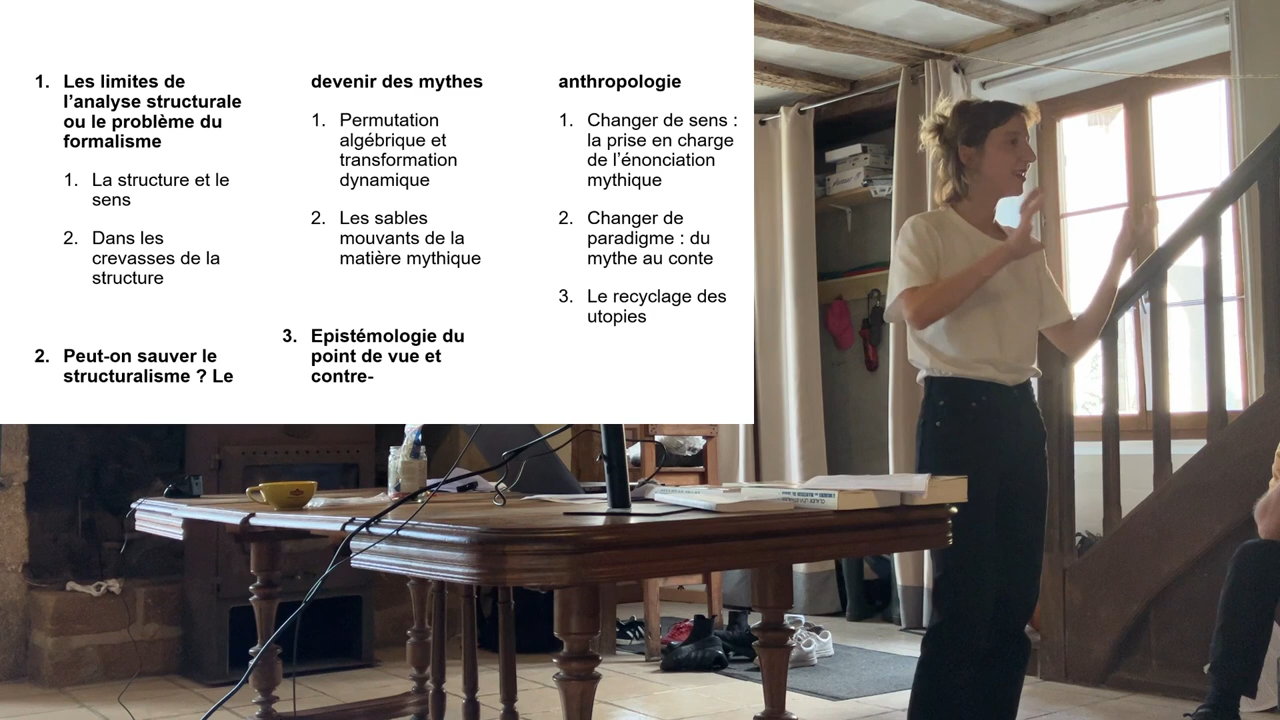 1. Les limites de
l’analyse structurale
ou le problème du
formalisme
1. La structure et le
sens
2. Dans les
crevasses de la
structure
2. Peut-on sauver le
structuralisme ? Le
devenir des mythes
1. Permutation
algébrique et
transformation
dynamique
2. Les sables
mouvants de la
matière mythique
3. Epistémologie du
point de vue et
contre-
anthropologie
1. Changer de sens :
la prise en charge
de l’énonciation
mythique
2. Changer de
paradigme : du
mythe au conte
3. Le recyclage des
utopies